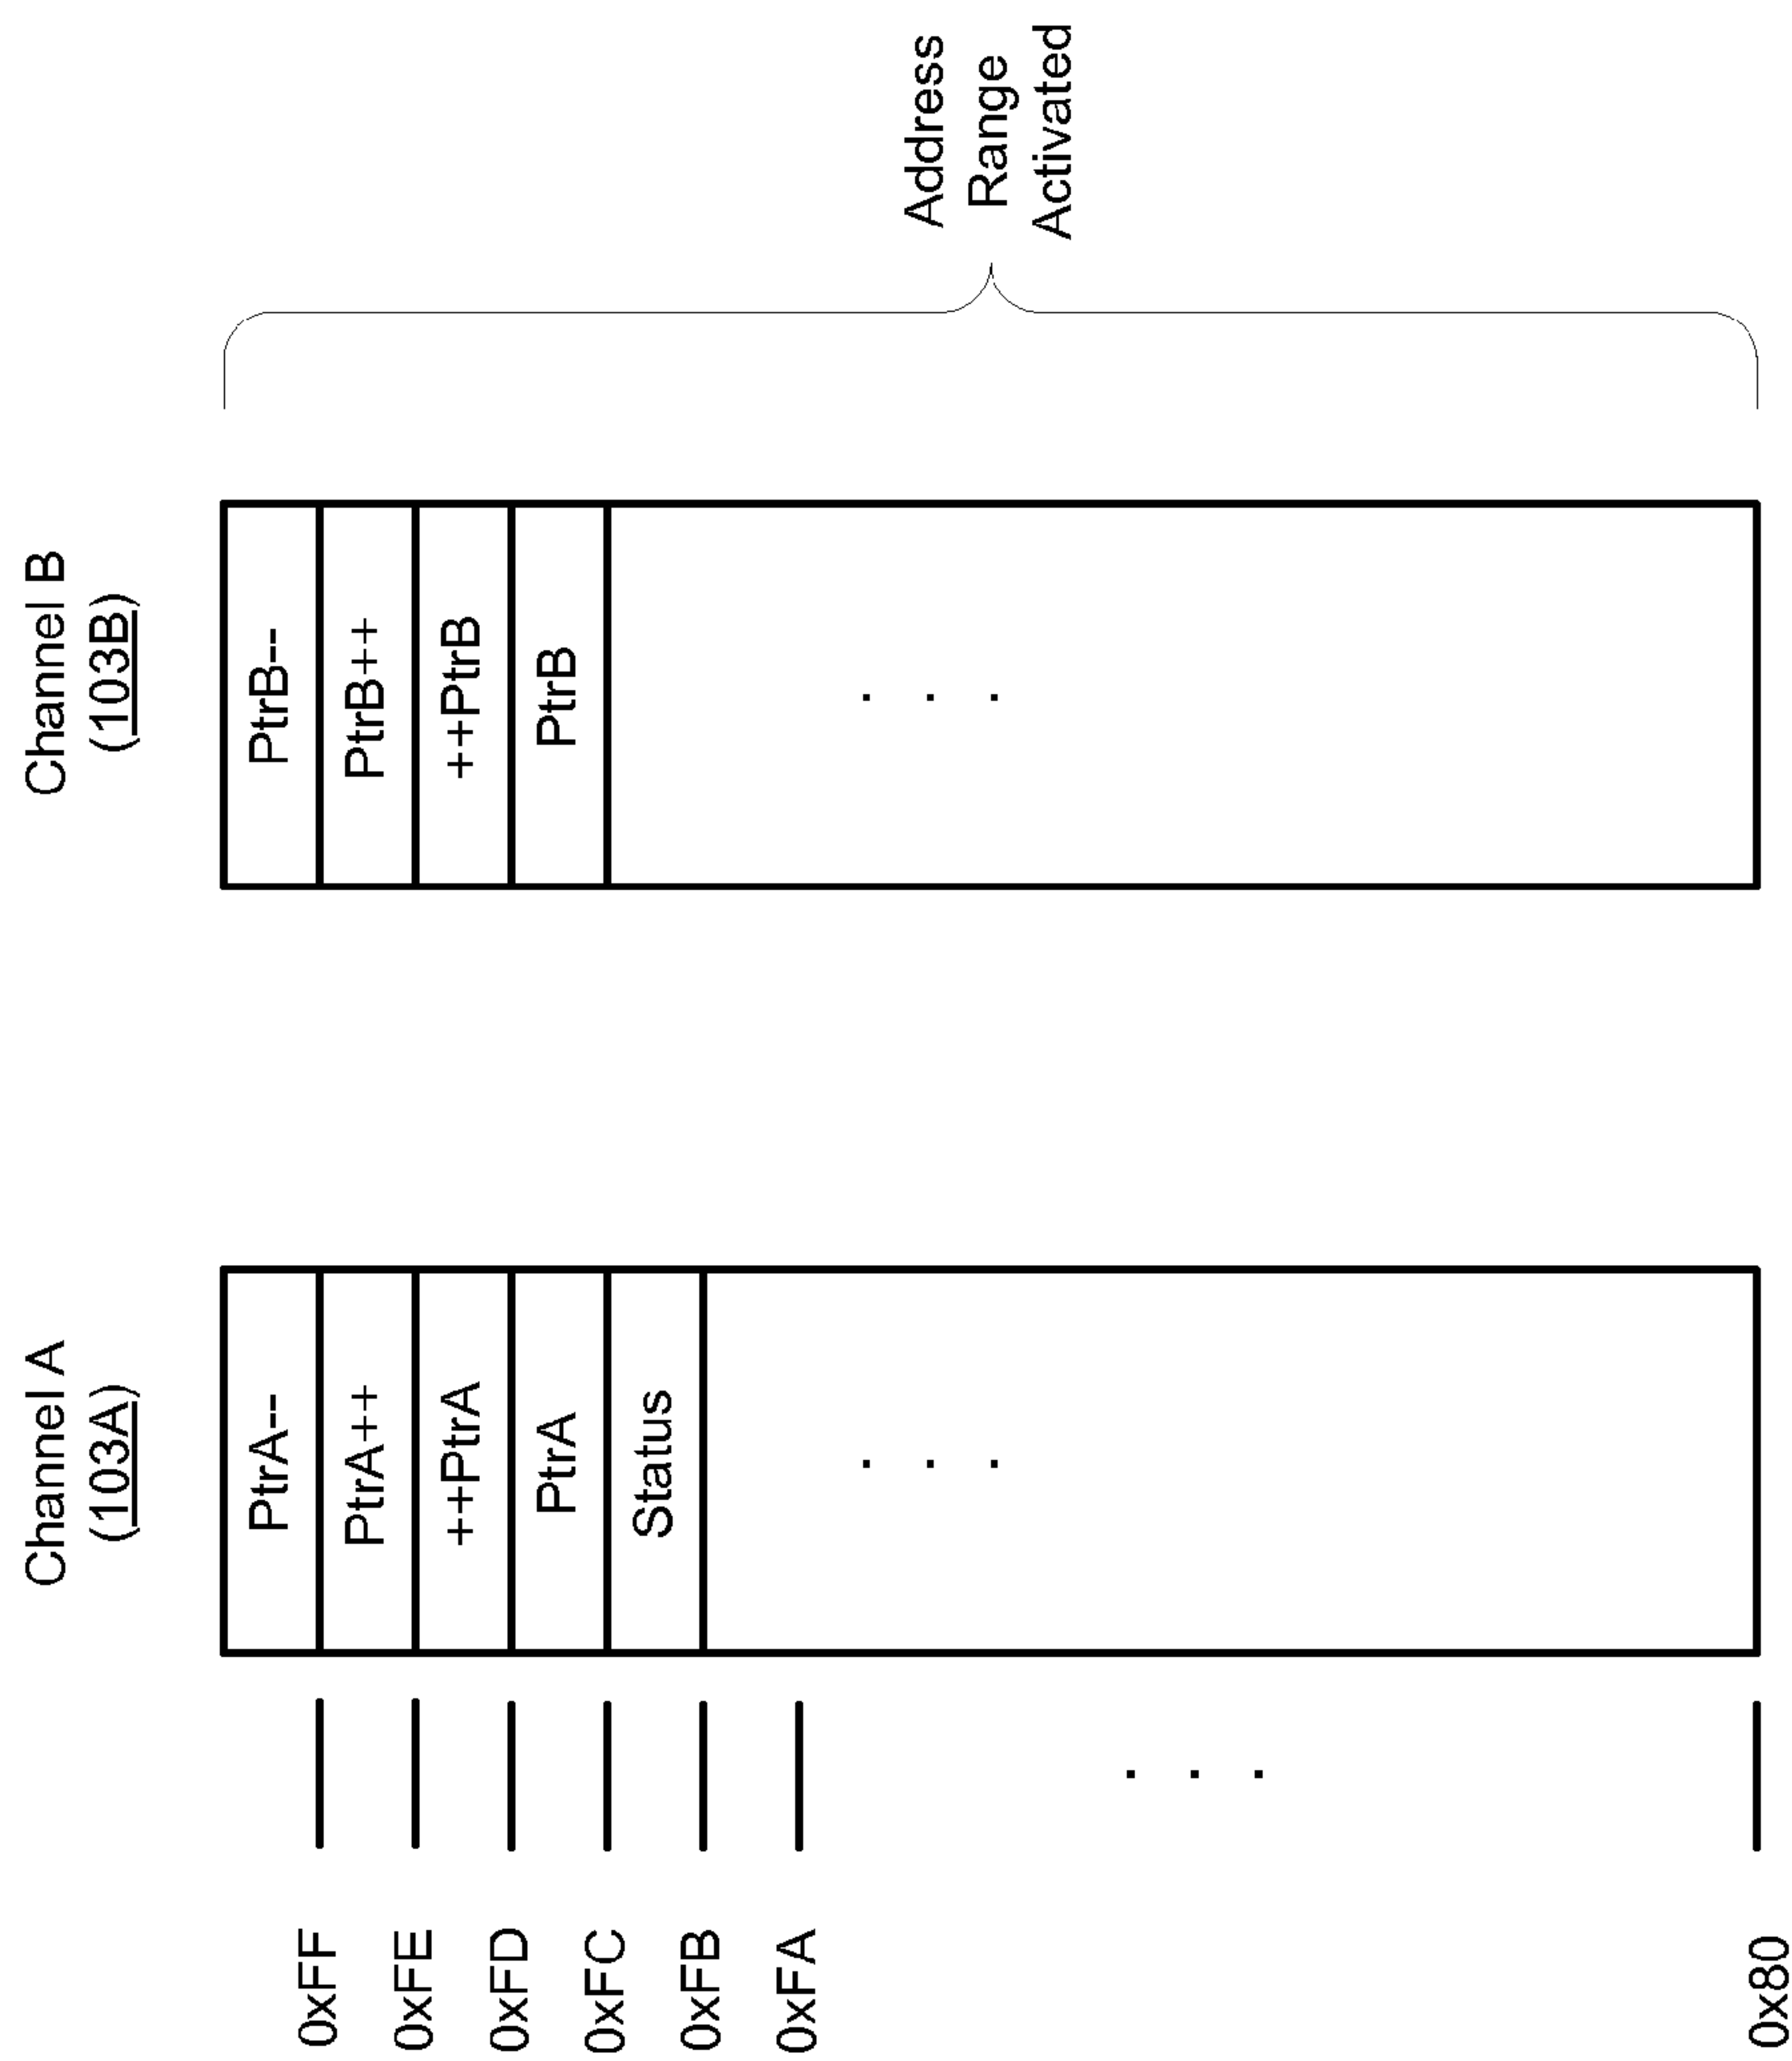 Channel A
(103A)
Channel B
(103B)
0xFF
0xFE
0xFD
0xFC
0xFB
0xFA
. . .
0x80
PtrA--
PtrA++
++PtrA
PtrA
Status
. . .
PtrB--
PtrB++
++PtrB
PtrB
. . .
Address
Range
Activated